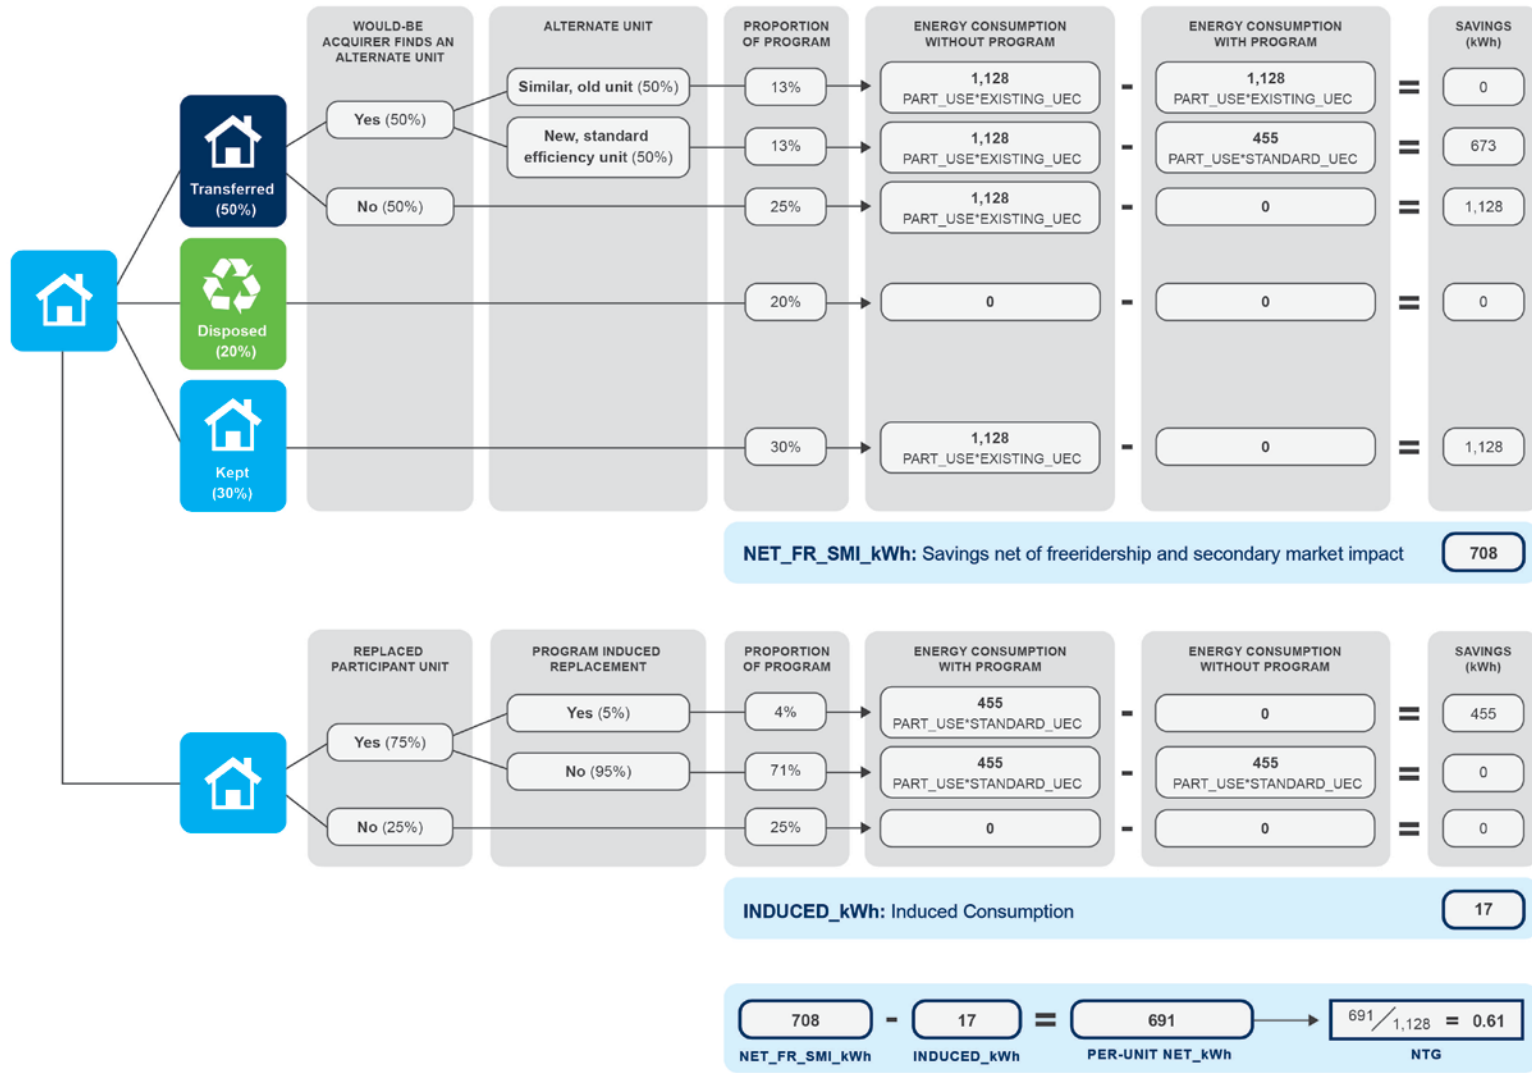 WOULD-BE
ACQUIRER FINDS AN
ALTERNATE UNIT
ALTERNATE UNIT
PROPORTION
OF PROGRAM
ENERGY CONSUMPTION
WITHOUT PROGRAM
ENERGY CONSUMPTION
WITH PROGRAM
SAVINGS
(kWh)
Transferred
(50%)
Yes (50%)
Similar, old unit (50%)
13%
1,128
PART_USE*EXISTING_UEC
-
1,128
PART_USE*EXISTING_UEC
=
0
New, standard
efficiency unit (50%)
13%
1,128
PART_USE*EXISTING_UEC
-
455
PART_USE*STANDARD_UEC
=
673
No (50%)
25%
1,128
PART_USE*EXISTING_UEC
-
0
=
1,128
Disposed
(20%)
20%
0
-
0
=
0
Kept
(30%)
30%
1,128
PART_USE*EXISTING_UEC
-
0
=
1,128
NET_FR_SMI_kWh: Savings net of freeridership and secondary market impact
708
REPLACED
PARTICIPANT UNIT
PROGRAM INDUCED
REPLACEMENT
PROPORTION
OF PROGRAM
ENERGY CONSUMPTION
WITH PROGRAM
ENERGY CONSUMPTION
WITHOUT PROGRAM
SAVINGS
(kWh)
Yes (75%)
Yes (5%)
4%
455
PART_USE*STANDARD_UEC
-
0
=
455
No (95%)
71%
455
PART_USE*STANDARD_UEC
-
455
PART_USE*STANDARD_UEC
=
0
No (25%)
25%
0
-
0
=
0
INDUCED_kWh: Induced Consumption
17
708 - 17 = 691 691/1,128 = 0.61
NET_FR_SMI_kWh INDUCED_kWh PER-UNIT NET_kWh NTG